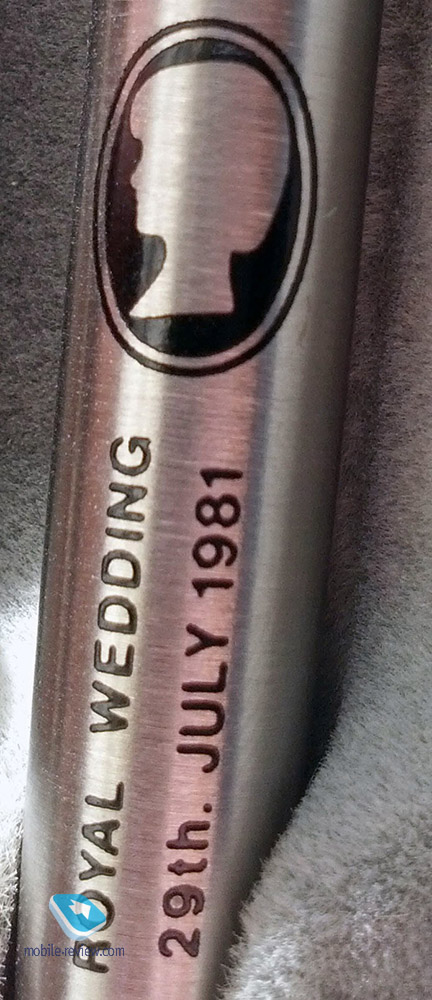 ROYAL WEDDING
29th. JULY 1981
mobile-review.com